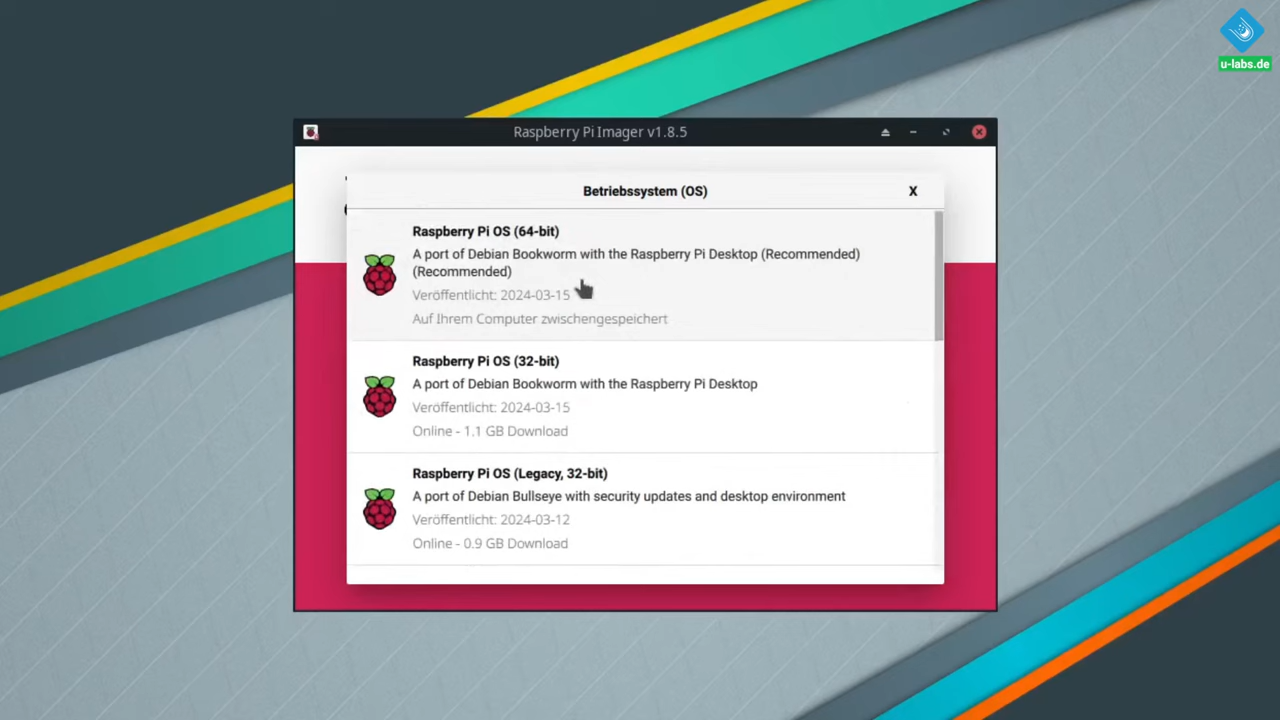 u-labs.de
Raspberry Pi Imager v1.8.5
Betriebssystem (OS)
X
Raspberry Pi OS (64-bit)
A port of Debian Bookworm with the Raspberry Pi Desktop (Recommended)
(Recommended)
Veröffentlicht: 2024-03-15
Auf Ihrem Computer zwischengespeichert
Raspberry Pi OS (32-bit)
A port of Debian Bookworm with the Raspberry Pi Desktop
Veröffentlicht: 2024-03-15
Online - 1.1 GB Download
Raspberry Pi OS (Legacy, 32-bit)
A port of Debian Bullseye with security updates and desktop environment
Veröffentlicht: 2024-03-12
Online - 0.9 GB Download